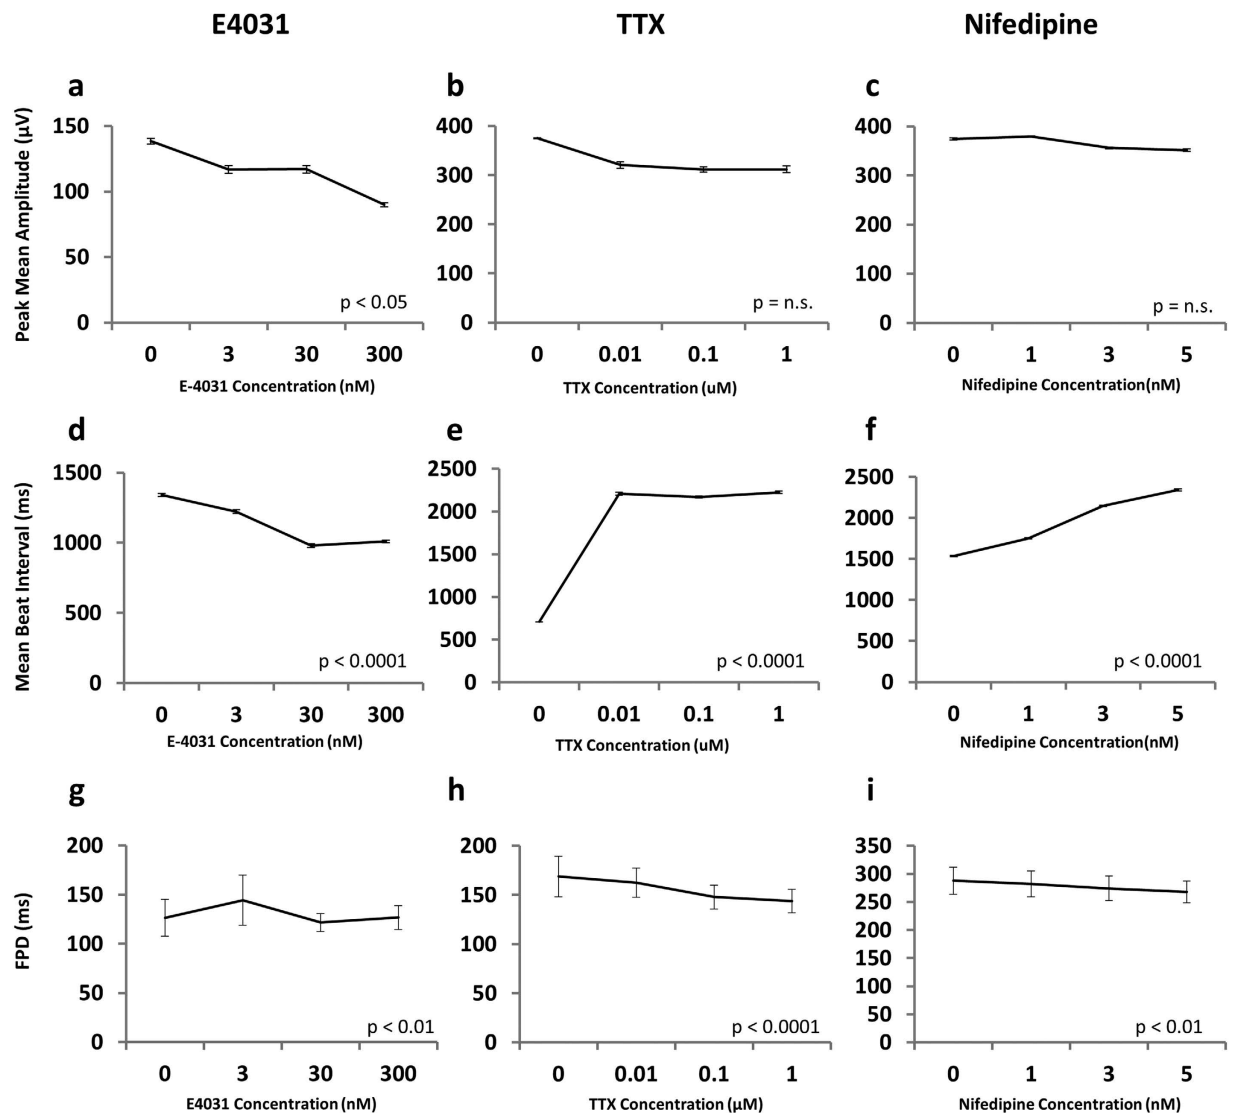 E4031 TTX Nifedipine
a b c
Peak Mean Amplitude (µV)
150
100
50
0
p < 0.05
0 3 30 300
E-4031 Concentration (nM)
400
300
200
100
0
p = n.s.
0 0.01 0.1 1
TTX Concentration (uM)
400
300
200
100
0
p = n.s.
0 1 3 5
Nifedipine Concentration(nM)
d e f
Mean Beat Interval (ms)
1500
1000
500
0
p < 0.0001
0 3 30 300
E-4031 Concentration (nM)
2500
2000
1500
1000
500
0
p < 0.0001
0 0.01 0.1 1
TTX Concentration (uM)
2500
2000
1500
1000
500
0
p < 0.0001
0 1 3 5
Nifedipine Concentration(nM)
g h i
FPD (ms)
200
150
100
50
0
p < 0.01
0 3 30 300
E4031 Concentration (nM)
200
150
100
50
0
p < 0.0001
0 0.01 0.1 1
TTX Concentration (µM)
350
300
250
200
150
100
50
0
p < 0.01
0 1 3 5
Nifedipine Concentration (nM)